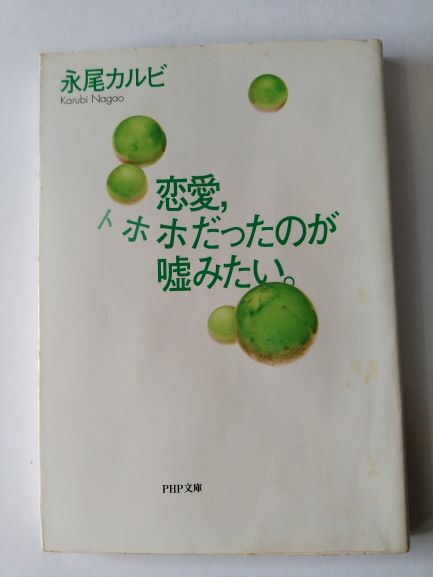 永尾カルビ
Karubi Nagao
恋愛,
トホホだったのが
嘘みたい。
PHP文庫